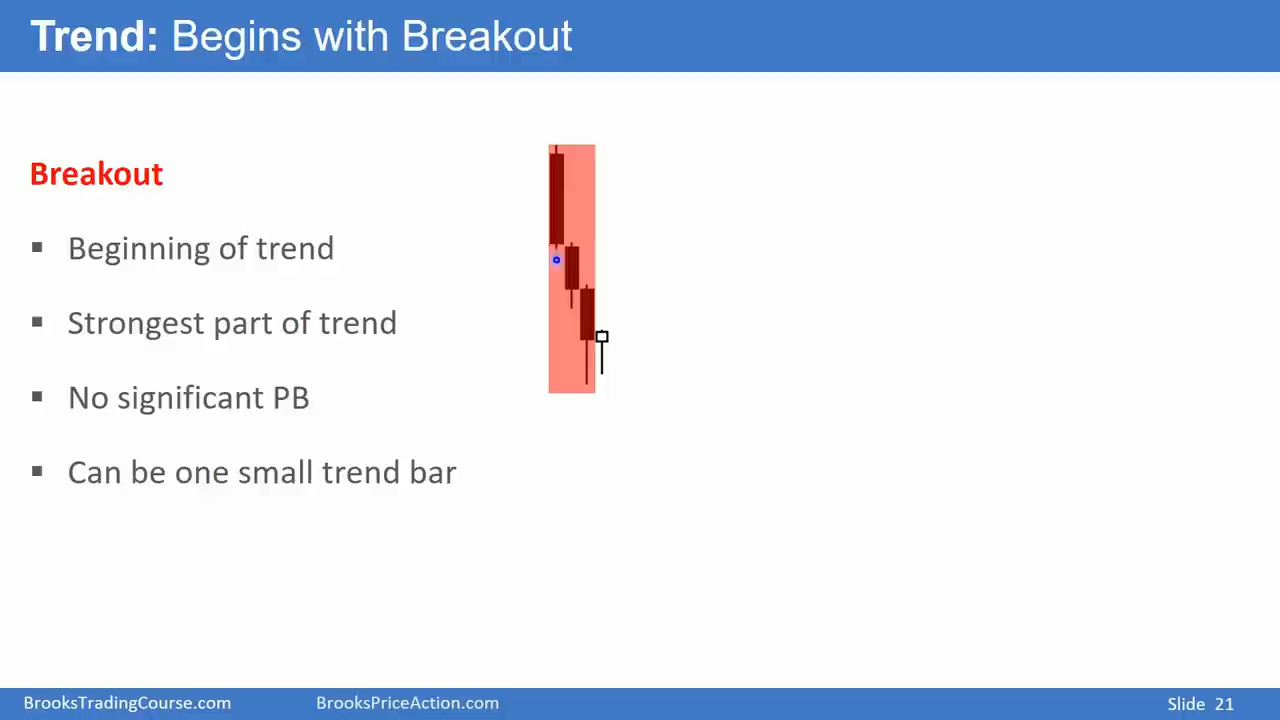 Trend: Begins with Breakout
Breakout
▪ Beginning of trend
▪ Strongest part of trend
▪ No significant PB
▪ Can be one small trend bar
BrooksTradingCourse.com BrooksPriceAction.com Slide 21